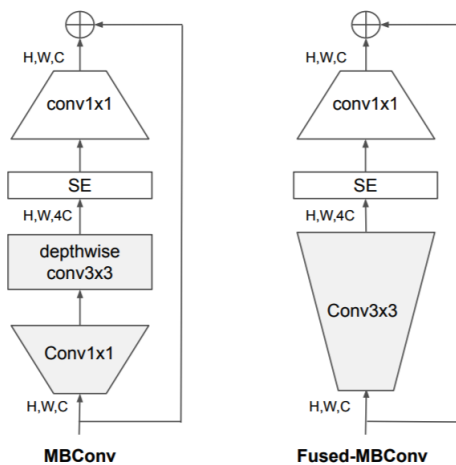 H,W,C
conv1x1
SE
H,W,4C
depthwise
conv3x3
Conv1x1
H,W,C
MBConv
H,W,C
conv1x1
SE
H,W,4C
Conv3x3
H,W,C
Fused-MBConv